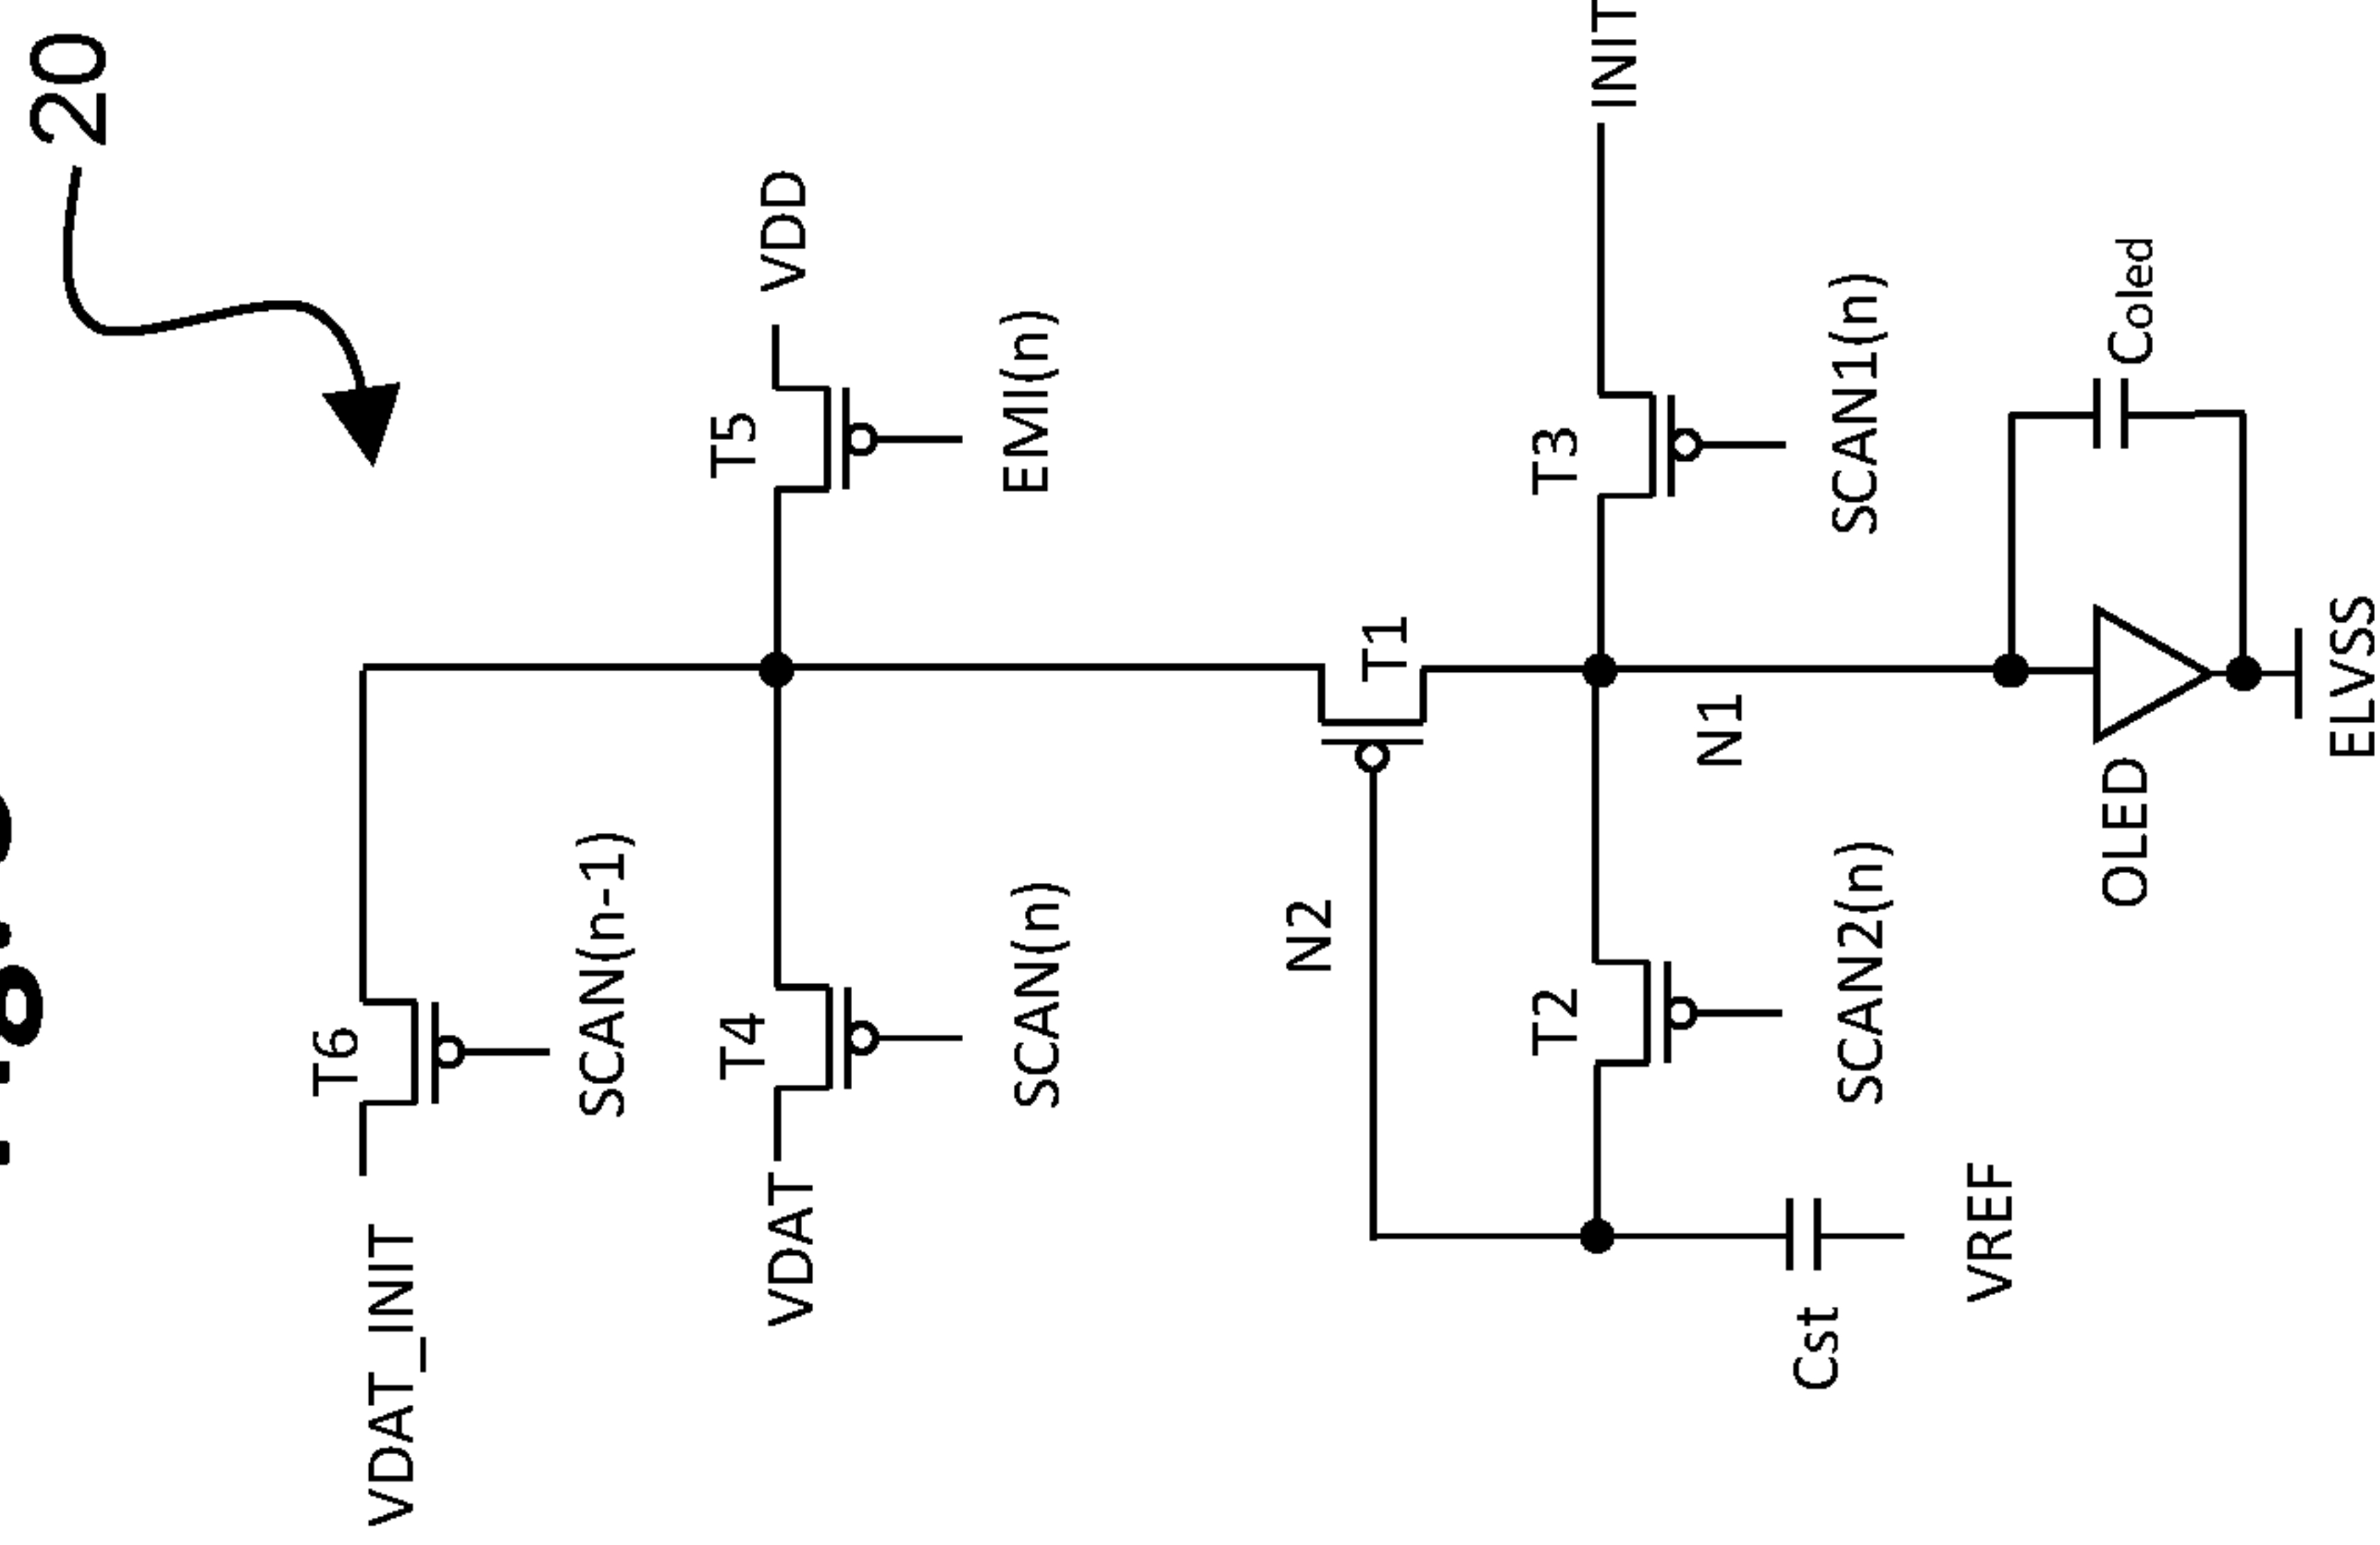 20
T6
VDAT_INIT
SCAN(n-1)
T4
T5
VDAT
VDD
SCAN(n)
EMI(n)
N2
T1
T2
T3
INIT
N1
SCAN2(n)
SCAN1(n)
Cst
VREF
OLED
Coled
ELVSS